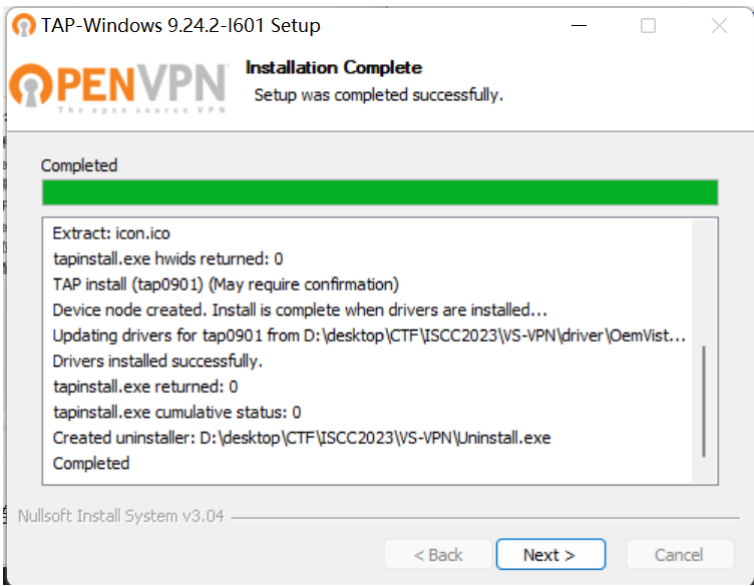 TAP-Windows 9.24.2-I601 Setup
OPENVPN
The open source VPN
Installation Complete
Setup was completed successfully.
Completed
Extract: icon.ico
tapinstall.exe hwids returned: 0
TAP install (tap0901) (May require confirmation)
Device node created. Install is complete when drivers are installed...
Updating drivers for tap0901 from D:\desktop\CTF\ISCC2023\VS-VPN\driver\OemVist...
Drivers installed successfully.
tapinstall.exe returned: 0
tapinstall.exe cumulative status: 0
Created uninstaller: D:\desktop\CTF\ISCC2023\VS-VPN\Uninstall.exe
Completed
Nullsoft Install System v3.04
< Back Next > Cancel